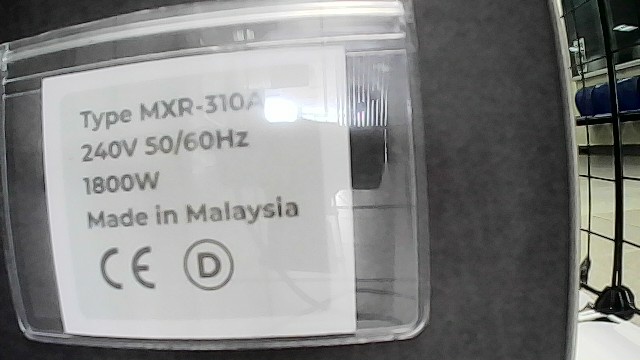 Type MXR-310A
240V 50/60Hz
1800W
Made in Malaysia
CE D